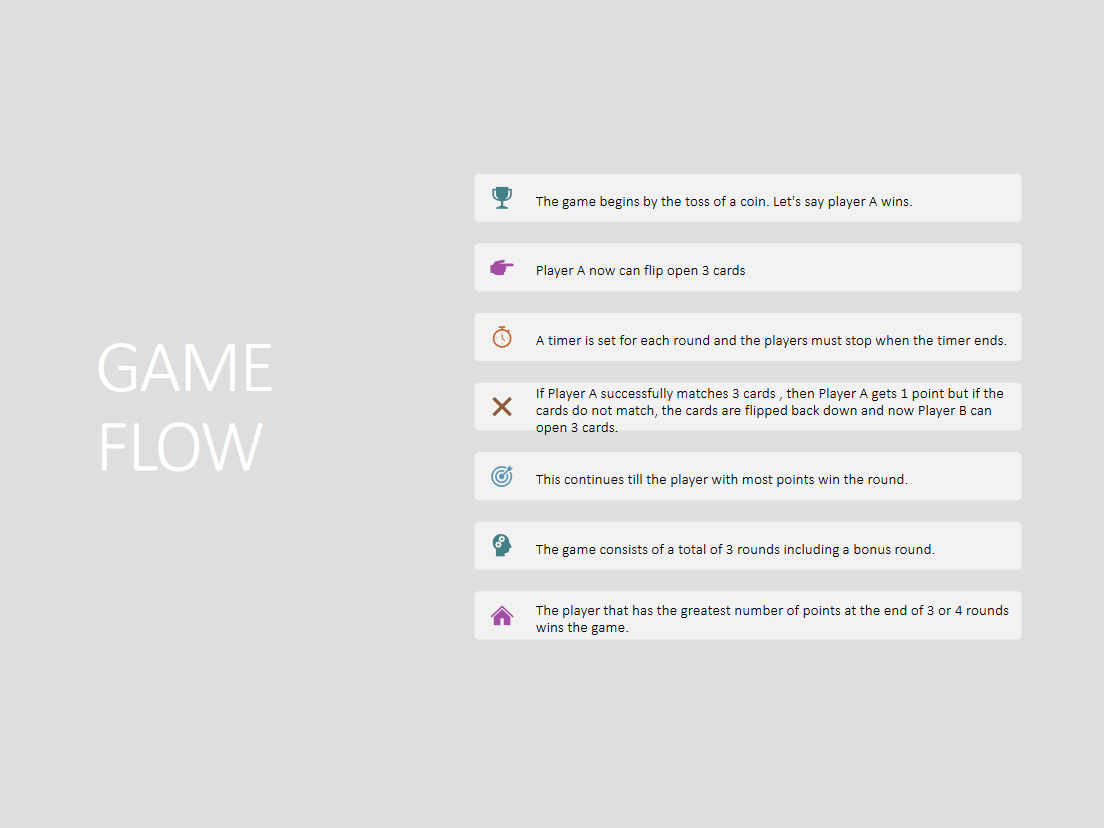 GAME
FLOW
The game begins by the toss of a coin. Let's say player A wins.
Player A now can flip open 3 cards
A timer is set for each round and the players must stop when the timer ends.
If Player A successfully matches 3 cards , then Player A gets 1 point but if the
cards do not match, the cards are flipped back down and now Player B can
open 3 cards.
This continues till the player with most points win the round.
The game consists of a total of 3 rounds including a bonus round.
The player that has the greatest number of points at the end of 3 or 4 rounds
wins the game.